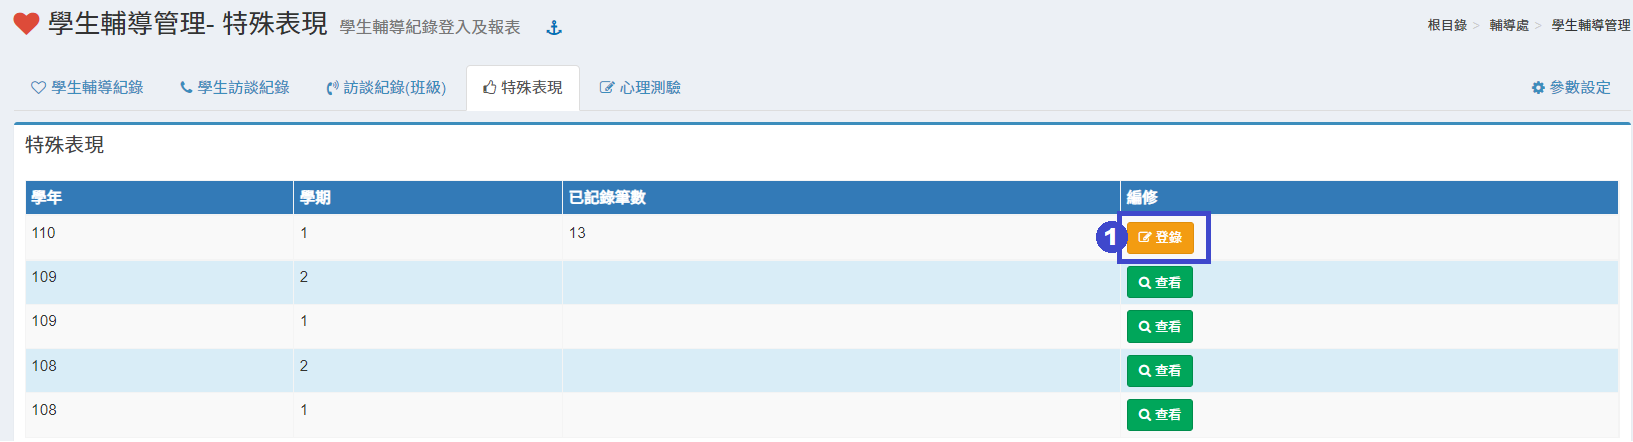 學生輔導管理- 特殊表現 學生輔導紀錄登入及報表
根目錄 > 輔導處 > 學生輔導管理
學生輔導紀錄 學生訪談紀錄 訪談紀錄(班級) 特殊表現 心理測驗 參數設定
特殊表現
學年 學期 已記錄筆數 編修
110 1 13 1 登錄
109 2 查看
109 1 查看
108 2 查看
108 1 查看